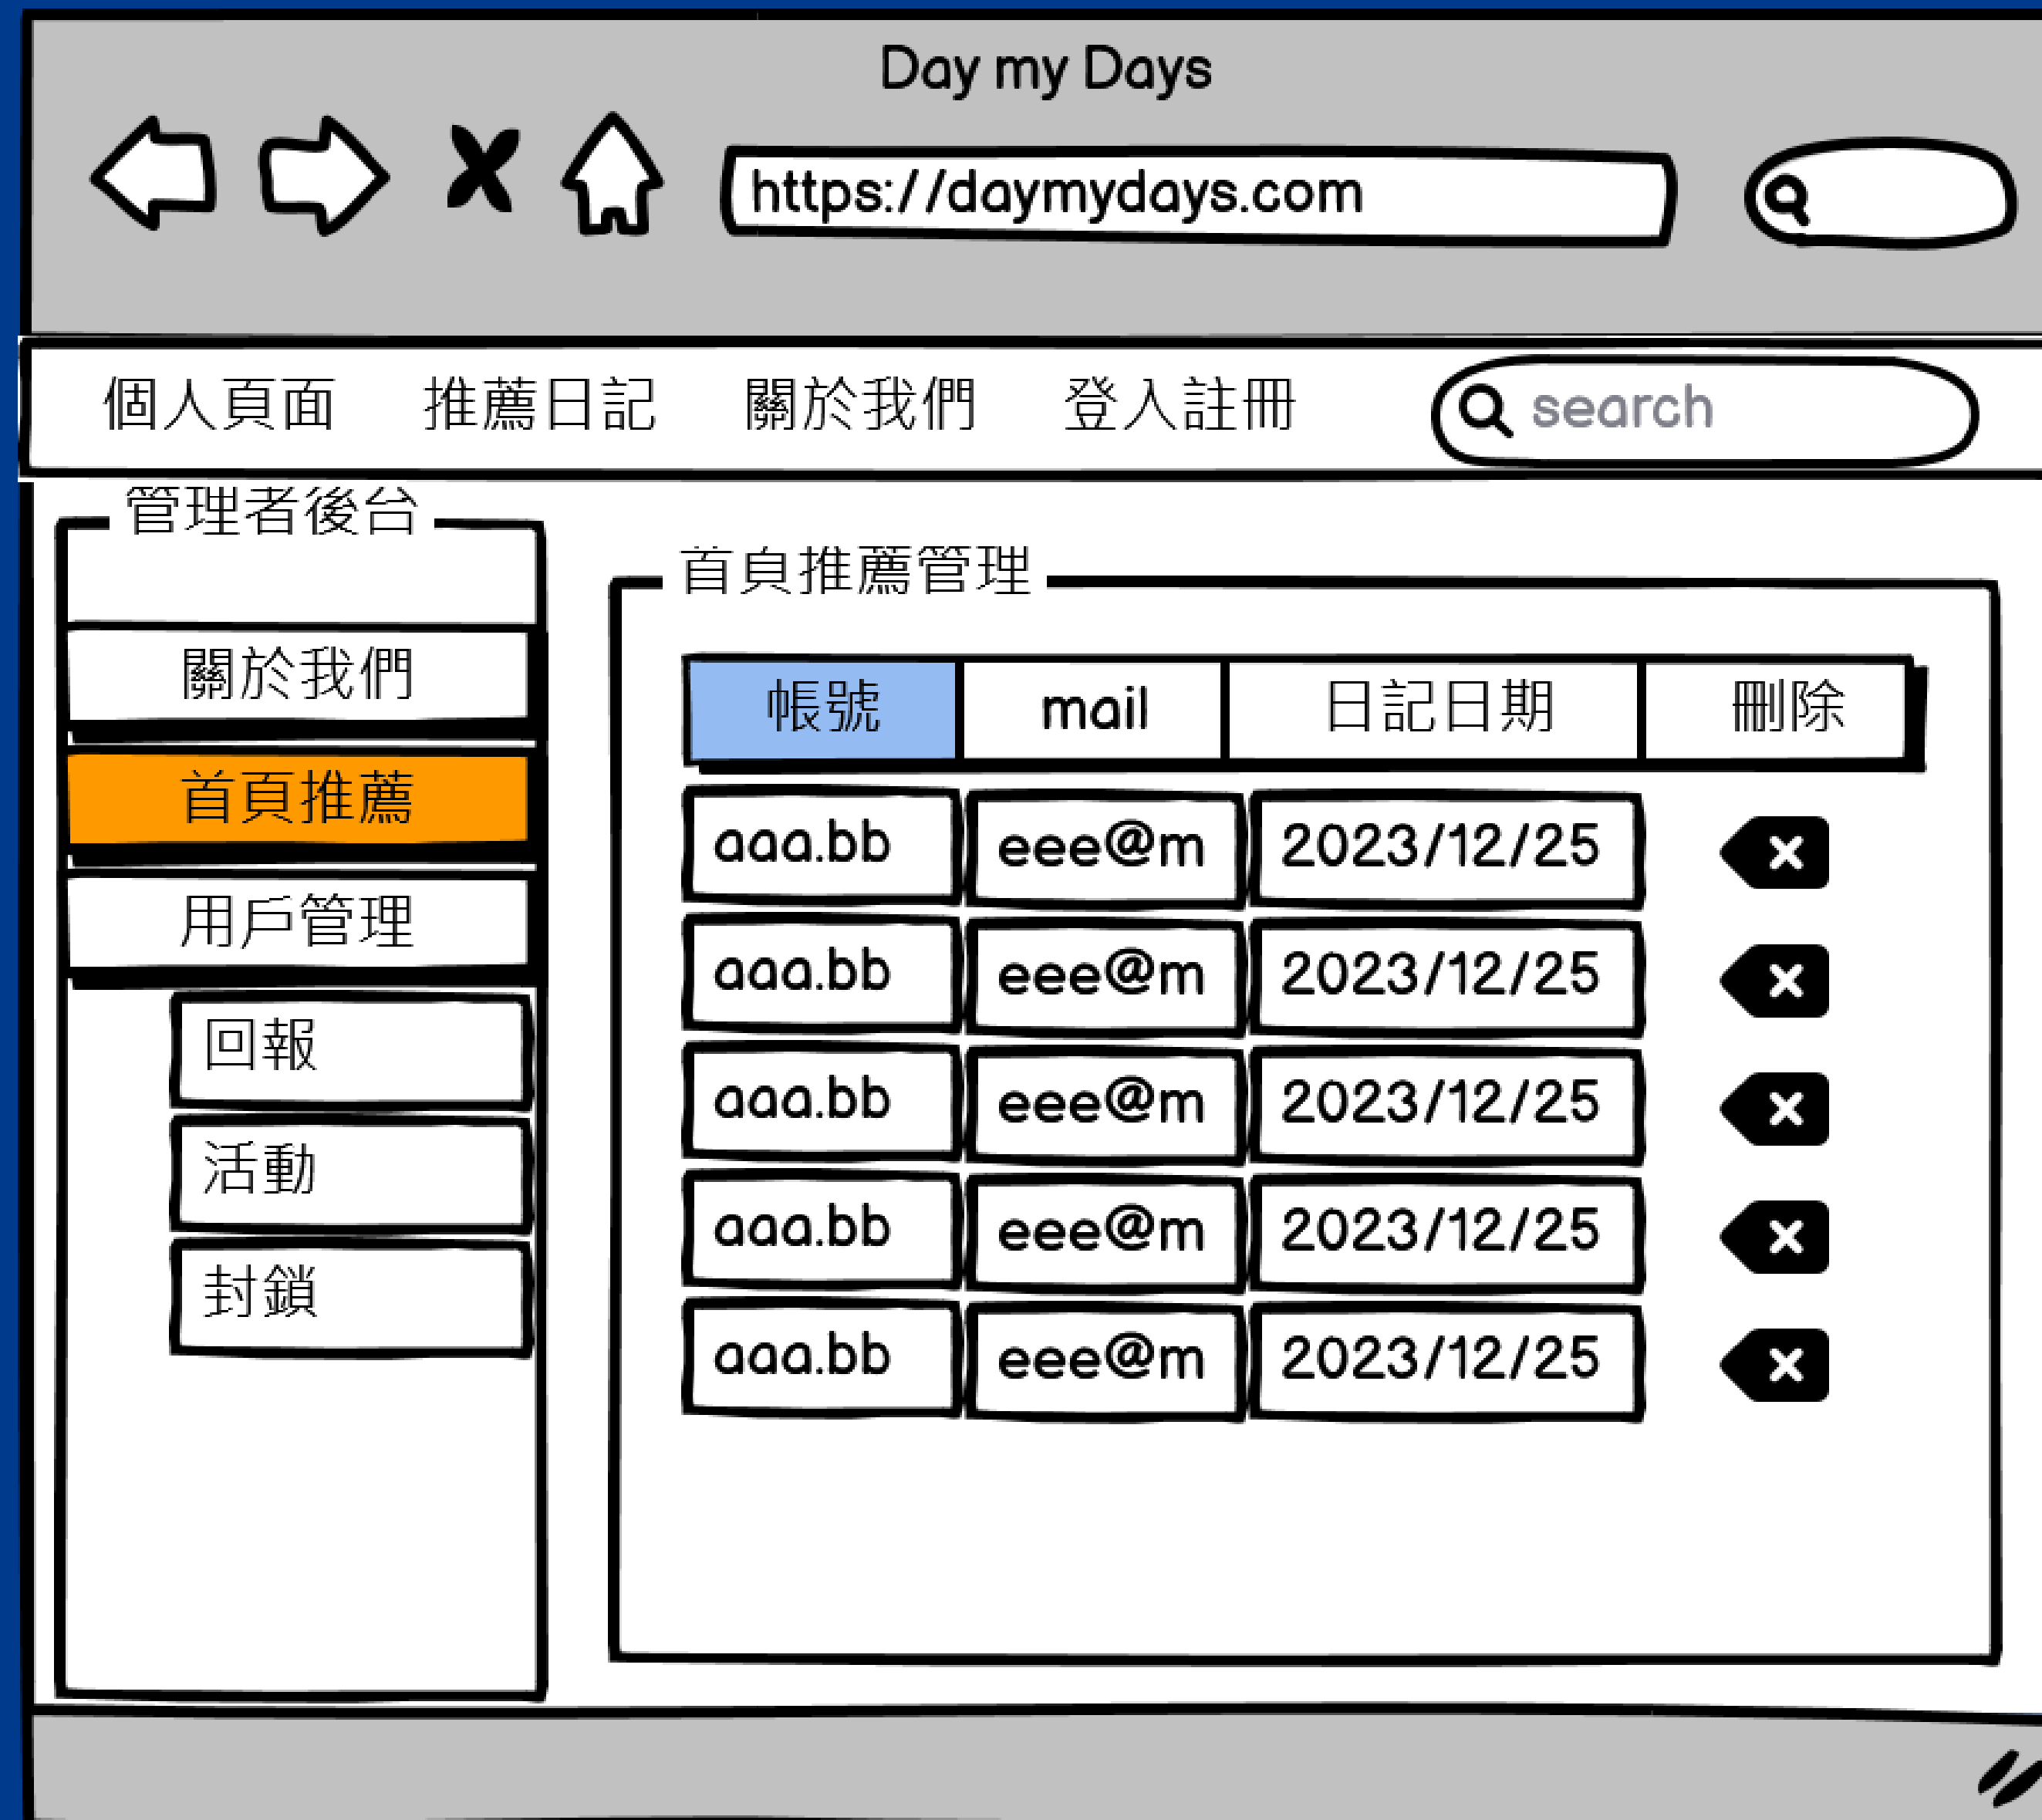 Day my Days
https://daymydays.com
個人頁面 推薦日記 關於我們 登入註冊 search
管理者後台
關於我們
首頁推薦
用戶管理
回報
活動
封鎖
首頁推薦管理
帳號 mail 日記日期 刪除
aaa.bb eee@m 2023/12/25
aaa.bb eee@m 2023/12/25
aaa.bb eee@m 2023/12/25
aaa.bb eee@m 2023/12/25
aaa.bb eee@m 2023/12/25